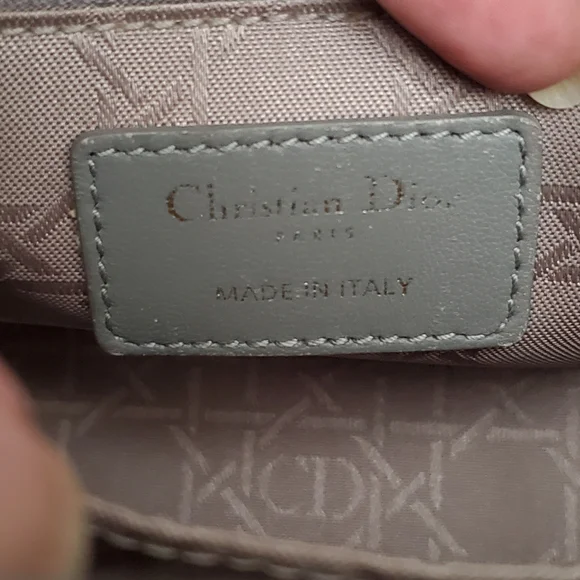 Christian Dior
PARIS
MADE IN ITALY
CD